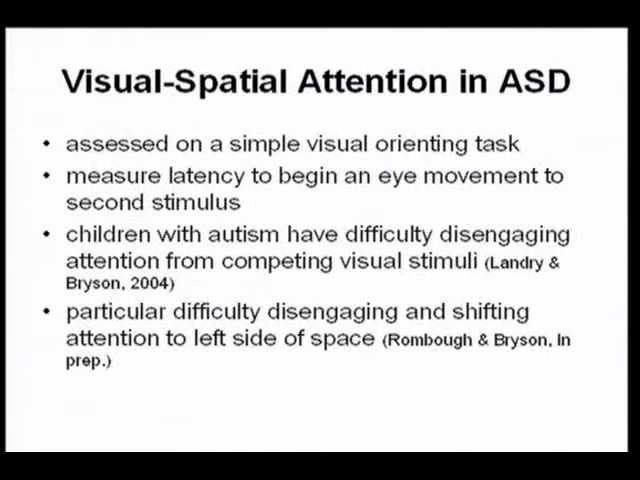 Visual-Spatial Attention in ASD
• assessed on a simple visual orienting task
• measure latency to begin an eye movement to
second stimulus
• children with autism have difficulty disengaging
attention from competing visual stimuli (Landry &
Bryson, 2004)
• particular difficulty disengaging and shifting
attention to left side of space (Rombough & Bryson, In
prep.)